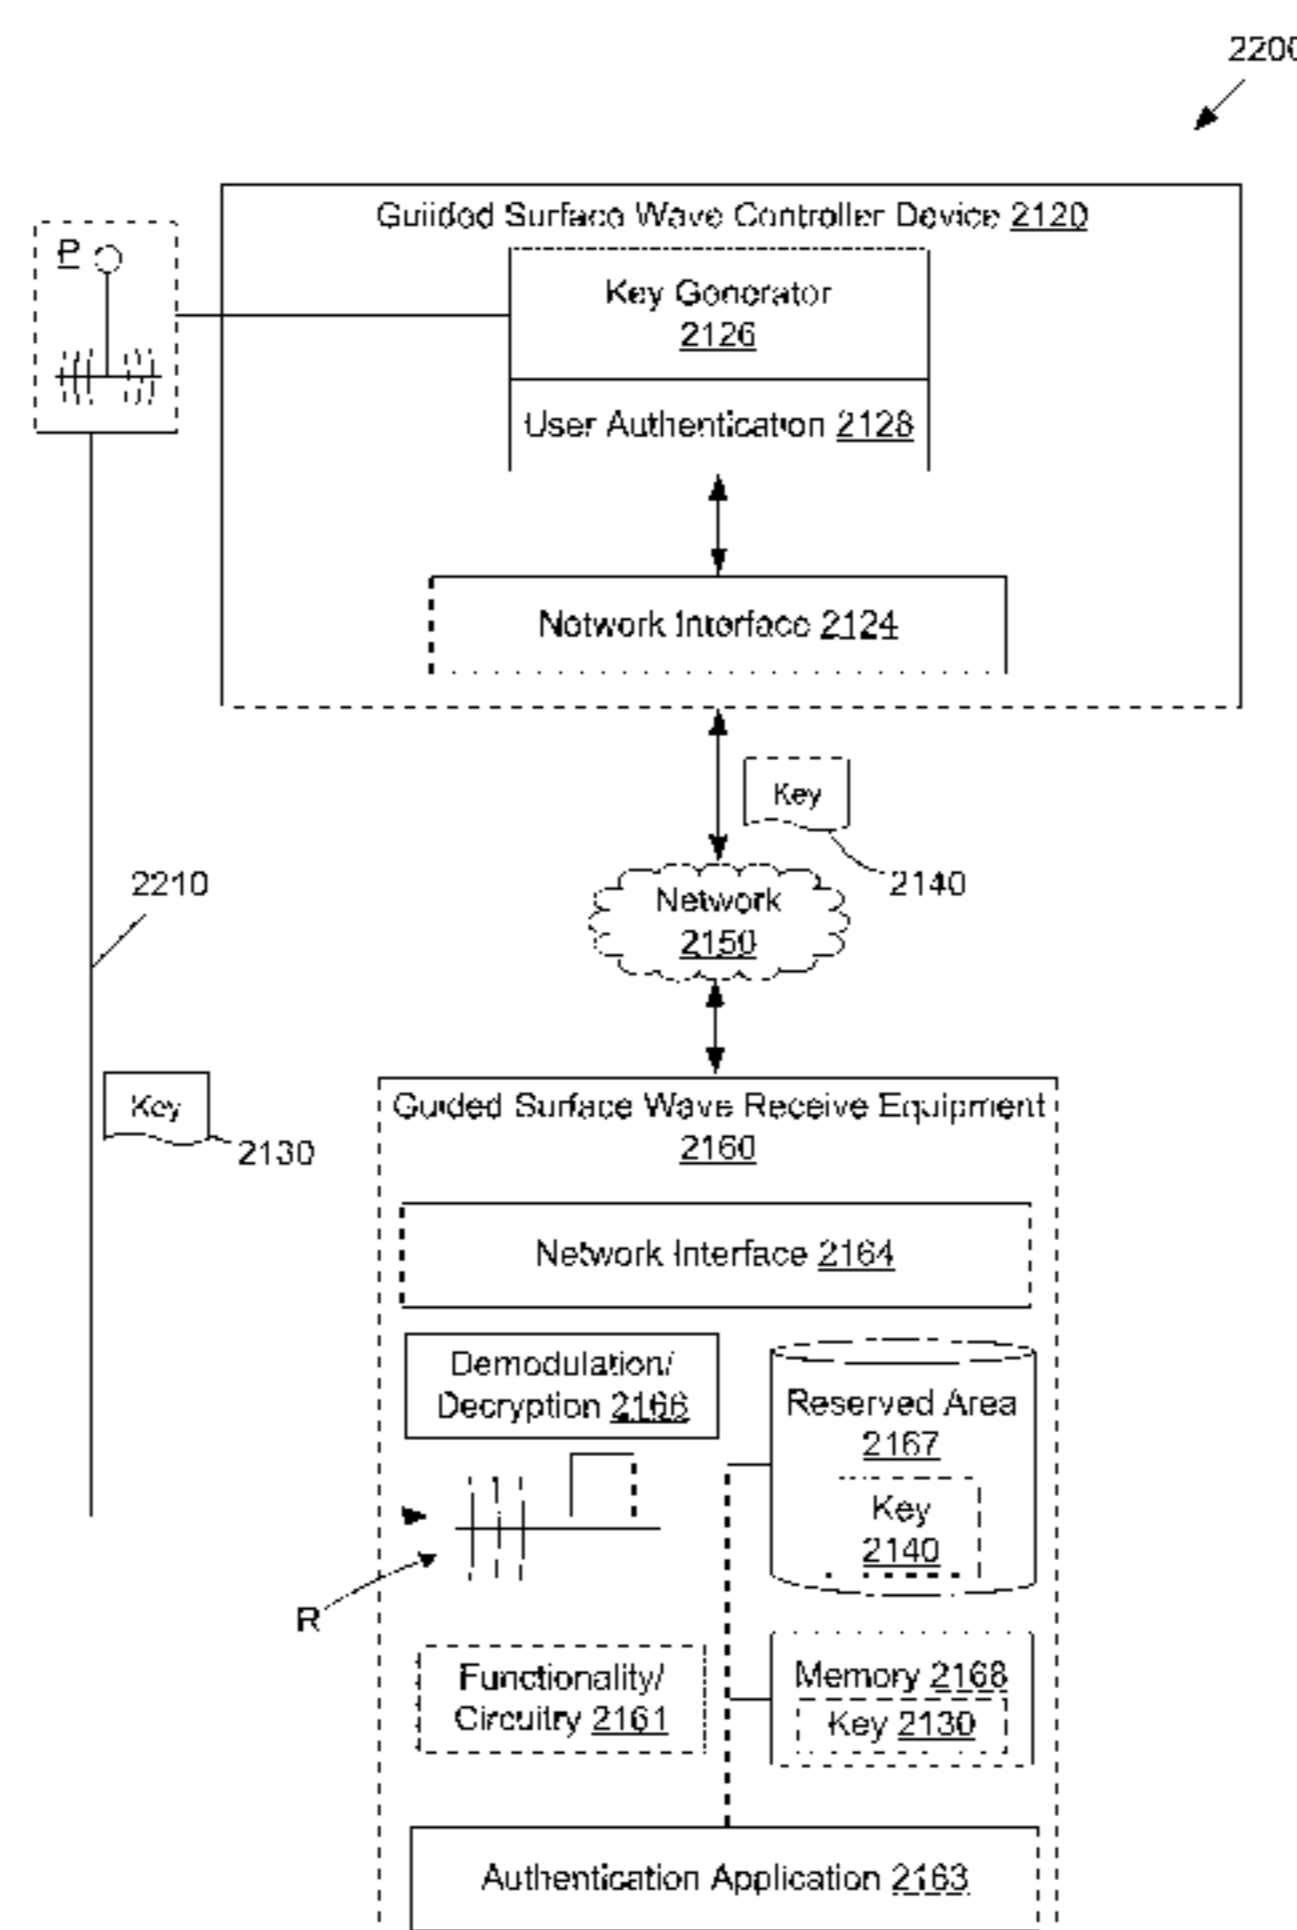 2200
Guided Surface Wave Controller Device 2120
P
Key Generator
2126
User Authentication 2128
Network Interface 2124
Key
2140
Network
2150
2210
Key
2130
Guided Surface Wave Receive Equipment
2160
Network Interface 2164
Demodulation/
Decryption 2166
Reserved Area
2167
Key
2140
R
Functionality/
Circuitry 2161
Memory 2168
Key 2130
Authentication Application 2163